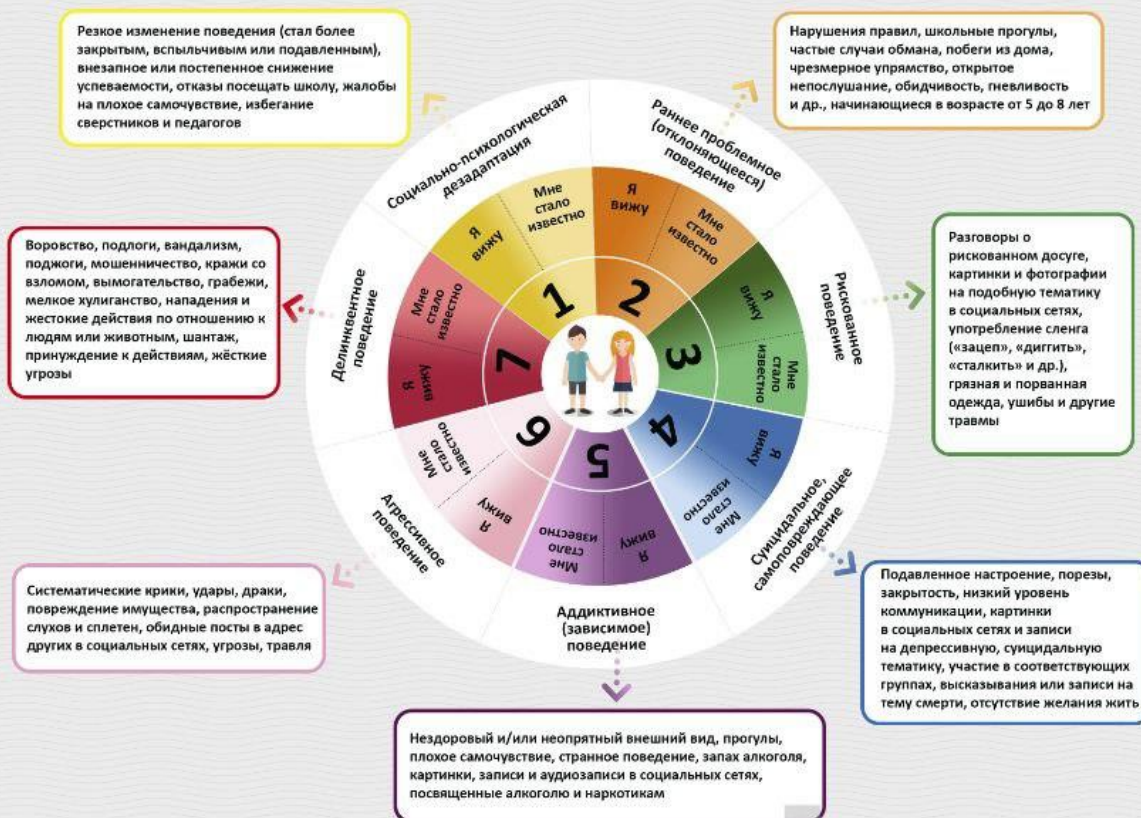 Резкое изменение поведения (стал более
закрытым, вспыльчивым или подавленным),
внезапное или постепенное снижение
успеваемости, отказы посещать школу, жалобы
на плохое самочувствие, избегание
сверстников и педагогов
Нарушения правил, школьные прогулы,
частые случаи обмана, побеги из дома,
чрезмерное упрямство, открытое
непослушание, обидчивость, гневливость
и др., начинающиеся в возрасте от 5 до 8 лет
Социально-психологическая
дезадаптация
Я
вижу
Мне
стало
известно
1
Раннее проблемное
(отклоняющееся)
поведение
Я
вижу
Мне
стало
известно
2
Рискованное
поведение
Я
вижу
Мне
стало
известно
3
Разговоры о
рискованном досуге,
картинки и фотографии
на подобную тематику
в социальных сетях,
употребление сленга
(«зацеп», «диггить»,
«сталкить» и др.),
грязная и порванная
одежда, ушибы и другие
травмы
Суицидальное,
самоповреждающее
поведение
Я
вижу
Мне
стало
известно
4
Подавленное настроение, порезы,
закрытость, низкий уровень
коммуникации, картинки
в социальных сетях и записи
на депрессивную, суицидальную
тематику, участие в соответствующих
группах, высказывания или записи на
тему смерти, отсутствие желания жить
5
Я
вижу
Мне
стало
известно
Аддиктивное
(зависимое)
поведение
Нездоровый и/или неопрятный внешний вид, прогулы,
плохое самочувствие, странное поведение, запах алкоголя,
картинки, записи и аудиозаписи в социальных сетях,
посвященные алкоголю и наркотикам
6
Я
вижу
Мне
стало
известно
Агрессивное
поведение
Систематические крики, удары, драки,
повреждение имущества, распространение
слухов и сплетен, обидные посты в адрес
других в социальных сетях, угрозы, травля
7
Я
вижу
Мне
стало
известно
Делинквентное
поведение
Воровство, подлоги, вандализм,
поджоги, мошенничество, кражи со
взломом, вымогательство, грабежи,
мелкое хулиганство, нападения и
жестокие действия по отношению к
людям или животным, шантаж,
принуждение к действиям, жёсткие
угрозы